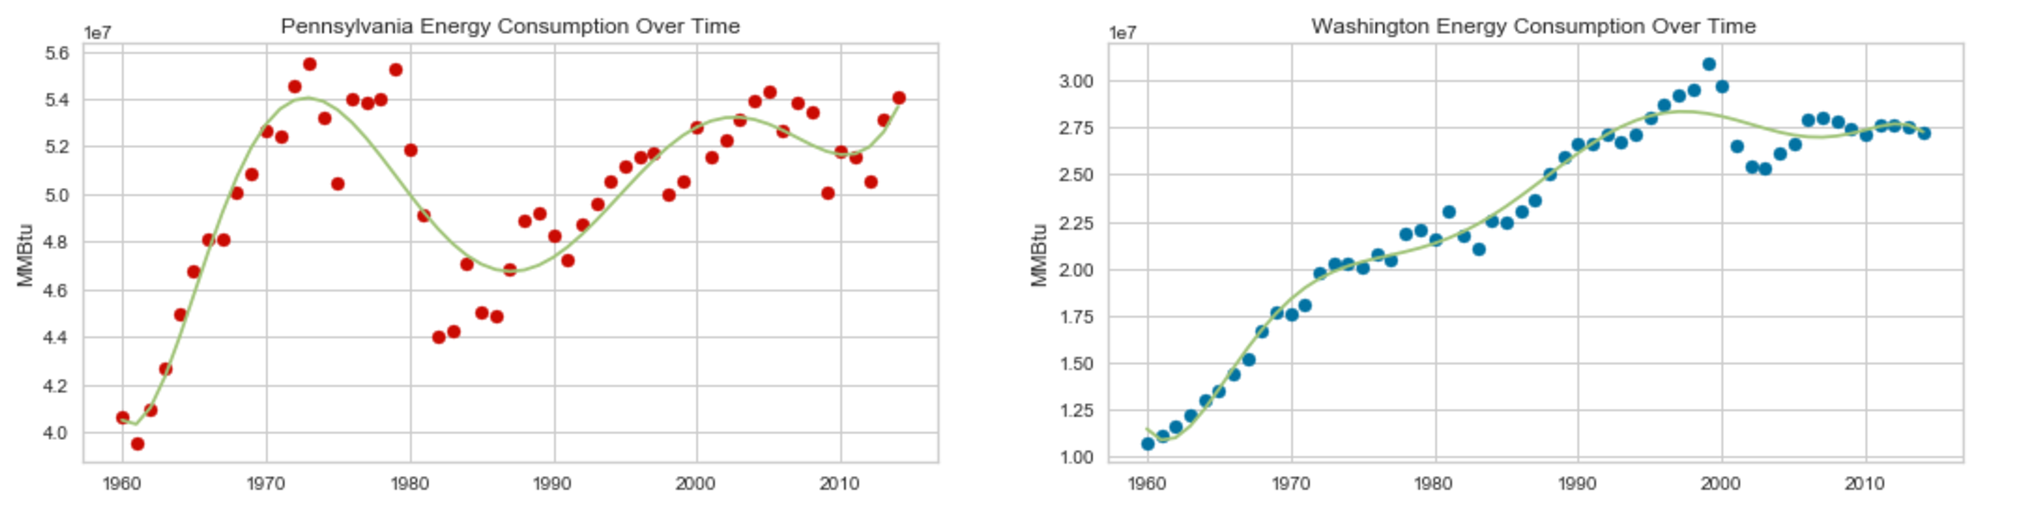 Pennsylvania Energy Consumption Over Time
1e7
5.6
5.4
5.2
5.0
4.8
4.6
4.4
4.2
4.0
MMBtu
1960 1970 1980 1990 2000 2010
Washington Energy Consumption Over Time
1e7
3.00
2.75
2.50
2.25
2.00
1.75
1.50
1.25
1.00
MMBtu
1960 1970 1980 1990 2000 2010